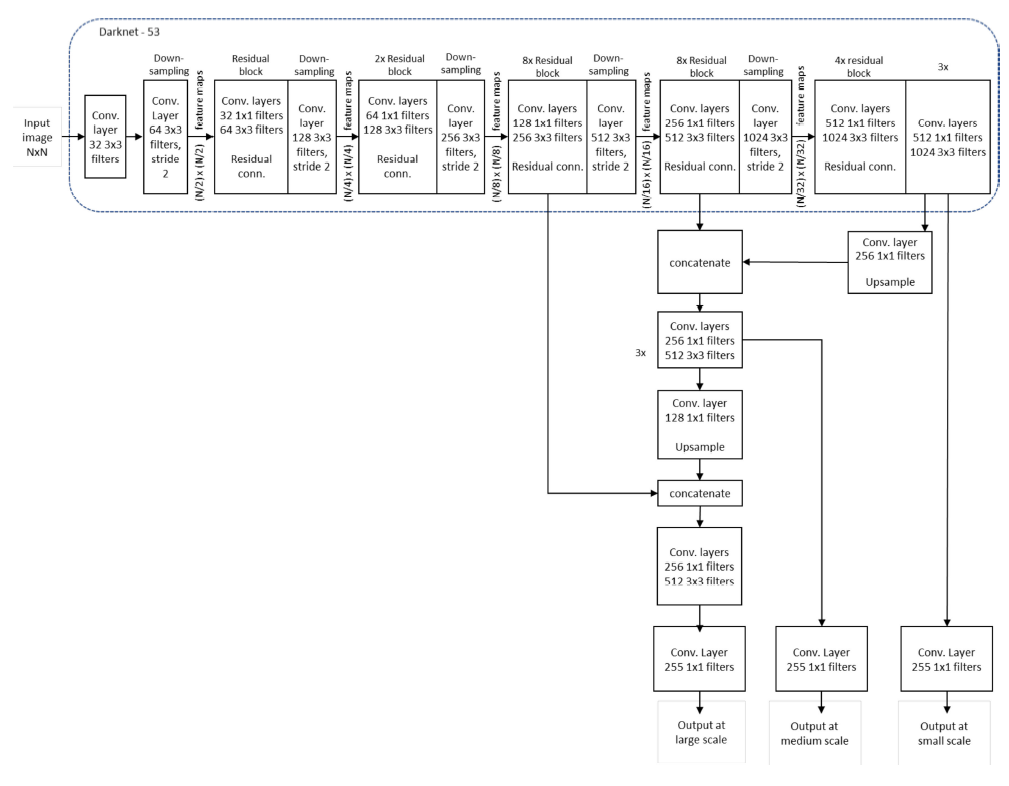 Darknet - 53
Input
image
NxN
Conv.
layer
32 3x3
filters
Down-
sampling
Conv.
Layer
64 3x3
filters,
stride
2
(N/2) x (N/2) feature maps
Residual
block
Conv. layers
32 1x1 filters
64 3x3 filters
Residual
conn.
Down-
sampling
Conv.
layer
128 3x3
filters,
stride 2
(N/4) x (N/4) feature maps
2x Residual
block
Conv. layers
64 1x1 filters
128 3x3 filters
Residual
conn.
Down-
sampling
Conv.
layer
256 3x3
filters,
stride 2
(N/8) x (N/8) feature maps
8x Residual
block
Conv. layers
128 1x1 filters
256 3x3 filters
Residual conn.
Down-
sampling
Conv.
layer
512 3x3
filters,
stride 2
(N/16) x (N/16) feature maps
8x Residual
block
Conv. layers
256 1x1 filters
512 3x3 filters
Residual conn.
Down-
sampling
Conv.
layer
1024 3x3
filters,
stride 2
(N/32) x (N/32) feature maps
4x residual
block
Conv. layers
512 1x1 filters
1024 3x3 filters
Residual conn.
3x
Conv. layers
512 1x1 filters
1024 3x3 filters
concatenate
Conv. layer
256 1x1 filters
Upsample
3x
Conv. layers
256 1x1 filters
512 3x3 filters
Conv. layer
128 1x1 filters
Upsample
concatenate
Conv. layers
256 1x1 filters
512 3x3 filters
Conv. Layer
255 1x1 filters
Conv. Layer
255 1x1 filters
Conv. Layer
255 1x1 filters
Output at
large scale
Output at
medium scale
Output at
small scale